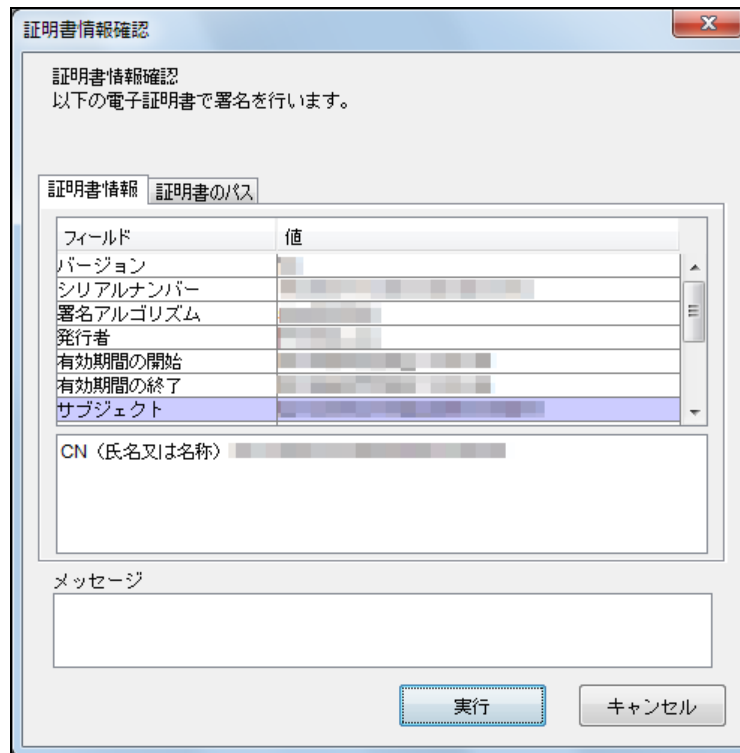 証明書情報確認
証明書情報確認
以下の電子証明書で署名を行います。
証明書情報 証明書のパス
フィールド 値
バージョン
シリアルナンバー
署名アルゴリズム
発行者
有効期間の開始
有効期間の終了
サブジェクト
CN（氏名又は名称）
メッセージ
実行 キャンセル